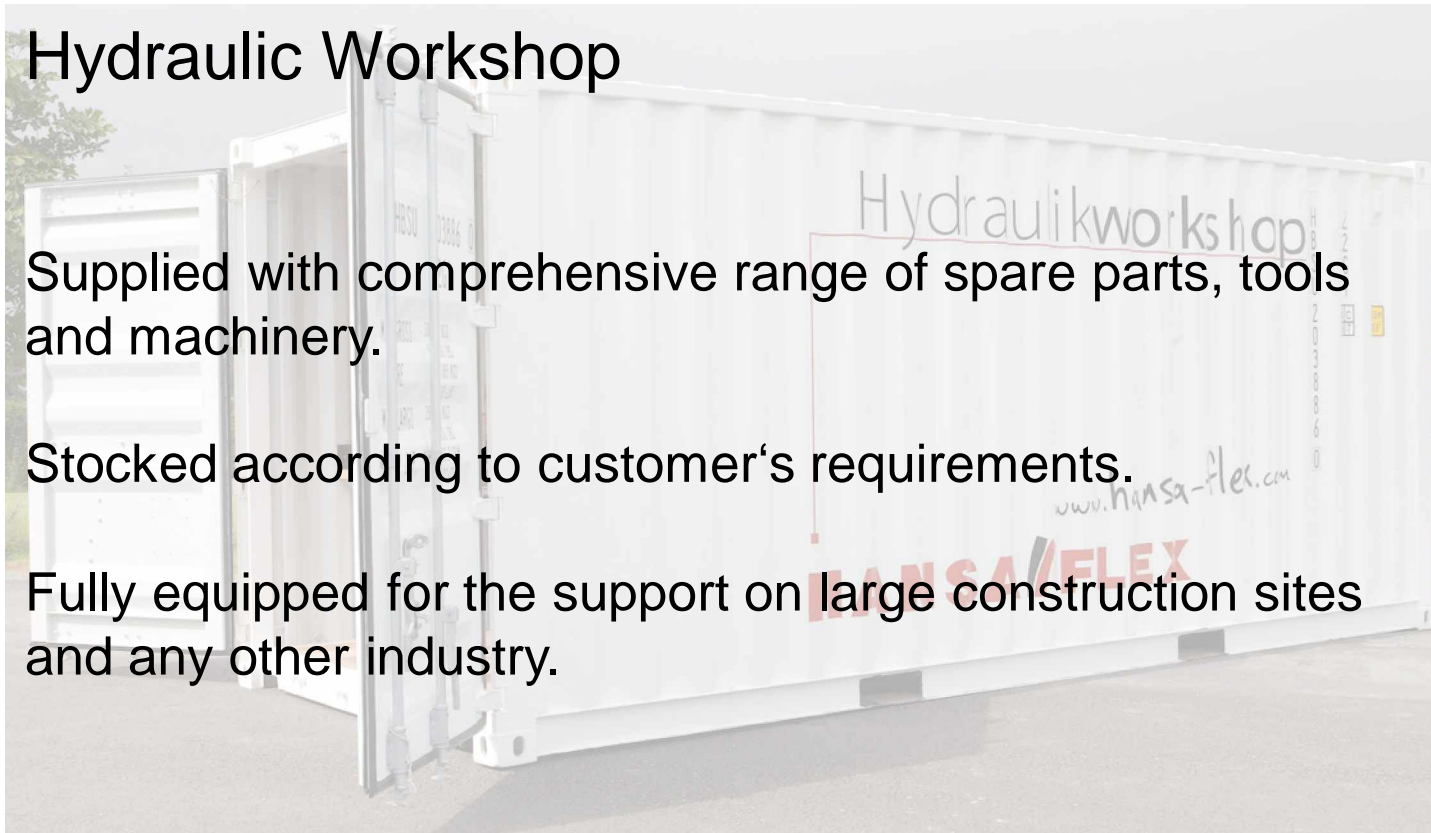 Hydraulic Workshop
Hydraulikworkshop
Supplied with comprehensive range of spare parts, tools
and machinery.
Stocked according to customer‘s requirements.
www.hansa-flex.com
HANSA FLEX
Fully equipped for the support on large construction sites
and any other industry.